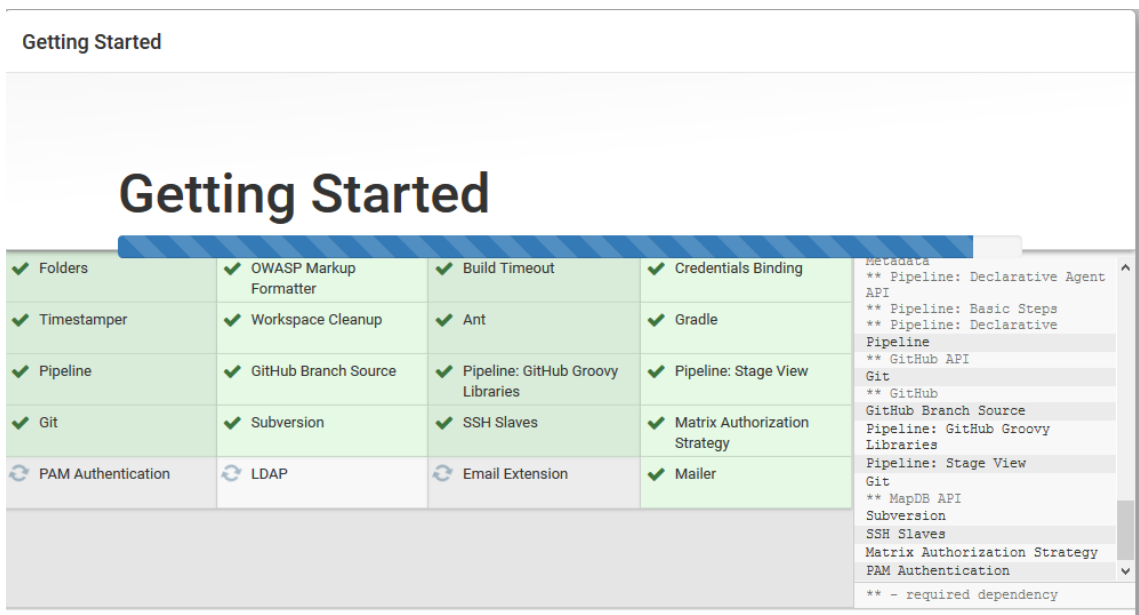 Getting Started
Getting Started
Folders
OWASP Markup
Formatter
Build Timeout
Credentials Binding
Timestamper
Workspace Cleanup
Ant
Gradle
Pipeline
GitHub Branch Source
Pipeline: GitHub Groovy
Libraries
Pipeline: Stage View
Git
Subversion
SSH Slaves
Matrix Authorization
Strategy
PAM Authentication
LDAP
Email Extension
Mailer
Metadata
** Pipeline: Declarative Agent
API
** Pipeline: Basic Steps
** Pipeline: Declarative
Pipeline
** GitHub API
Git
** GitHub
GitHub Branch Source
Pipeline: GitHub Groovy
Libraries
Pipeline: Stage View
Git
** MapDB API
Subversion
SSH Slaves
Matrix Authorization Strategy
PAM Authentication
** - required dependency